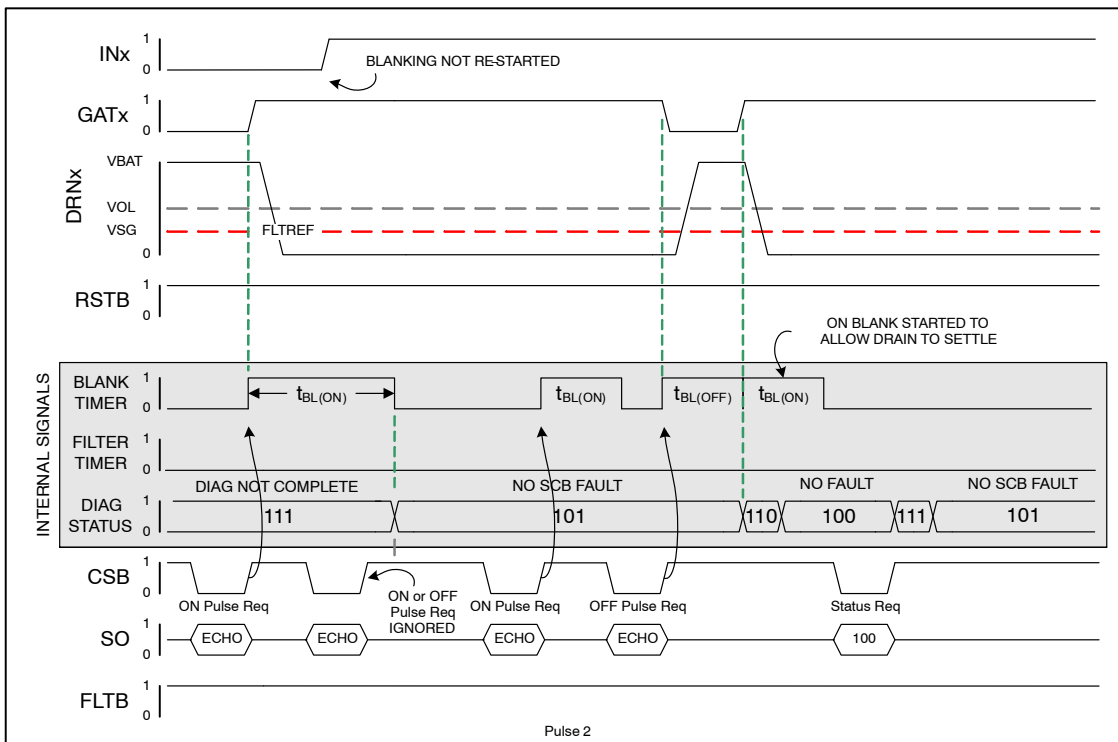 INx
1
0
BLANKING NOT RE-STARTED
GATx
1
0
DRNx
VBAT
VOL
VSG
FLTREF
RSTB
1
0
ON BLANK STARTED TO
ALLOW DRAIN TO SETTLE
INTERNAL SIGNALS
BLANK
TIMER
1
0
tBL(ON)
tBL(ON)
tBL(OFF)
tBL(ON)
FILTER
TIMER
1
0
DIAG NOT COMPLETE
NO SCB FAULT
NO FAULT
NO SCB FAULT
DIAG
STATUS
1
0
111
101
110
100
111
101
CSB
1
0
ON Pulse Req
ON or OFF
Pulse Req
IGNORED
ON Pulse Req
OFF Pulse Req
Status Req
SO
1
0
ECHO
ECHO
ECHO
ECHO
100
FLTB
1
0
Pulse 2